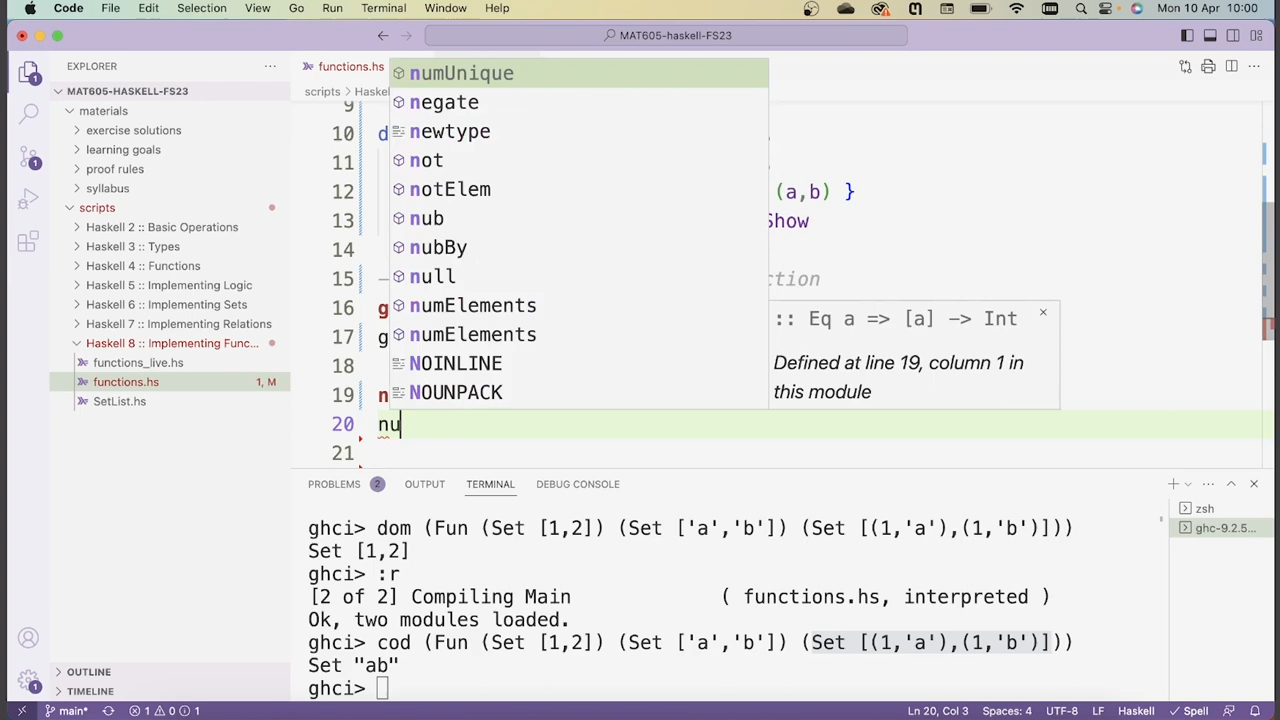 Code File Edit Selection View Go Run Terminal Window Help Mon 10 Apr 10:00
MAT605-haskell-FS23
EXPLORER
MAT605-HASKELL-FS23
materials
exercise solutions
learning goals
proof rules
syllabus
scripts
Haskell 2 :: Basic Operations
Haskell 3 :: Types
Haskell 4 :: Functions
Haskell 5 :: Implementing Logic
Haskell 6 :: Implementing Sets
Haskell 7 :: Implementing Relations
Haskell 8 :: Implementing Func...
functions_live.hs
functions.hs 1, M
SetList.hs
OUTLINE
TIMELINE
functions.hs
scripts > Haskel
9
10 d
11
12 (a,b) }
13 Show
14
15 ction
16 g
17 g
18
19 n
20 nu
21
numUnique
negate
newtype
not
notElem
nub
nubBy
null
numElements
numElements
NOINLINE
NOUNPACK
:: Eq a => [a] -> Int
Defined at line 19, column 1 in
this module
PROBLEMS 2 OUTPUT TERMINAL DEBUG CONSOLE
zsh
ghc-9.2.5...
ghci> dom (Fun (Set [1,2]) (Set ['a','b']) (Set [(1,'a'),(1,'b')]))
Set [1,2]
ghci> :r
[2 of 2] Compiling Main ( functions.hs, interpreted )
Ok, two modules loaded.
ghci> cod (Fun (Set [1,2]) (Set ['a','b']) (Set [(1,'a'),(1,'b')]))
Set "ab"
ghci>
main* 1 0 1 Ln 20, Col 3 Spaces: 4 UTF-8 LF Haskell Spell